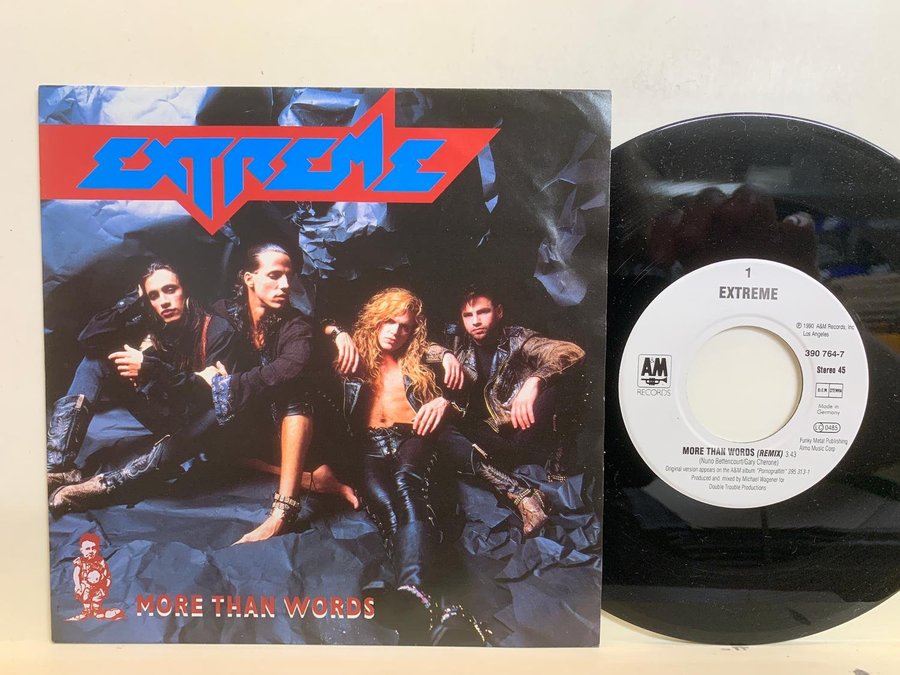 EXTREME
MORE THAN WORDS
1
EXTREME
℗ 1990 A&M Records, Inc.
Los Angeles
390 764-7
Stereo 45
A&M
RECORDS
Made in
Germany
LC 0485
Funky Metal Publishing
Almo Music Corp
MORE THAN WORDS (REMIX) 3.43
(Nuno Bettencourt/Gary Cherone)
Original version appears on the A&M album "Pornograffitti" 395 313-1
Produced and mixed by Michael Wagener for
Double Trouble Productions